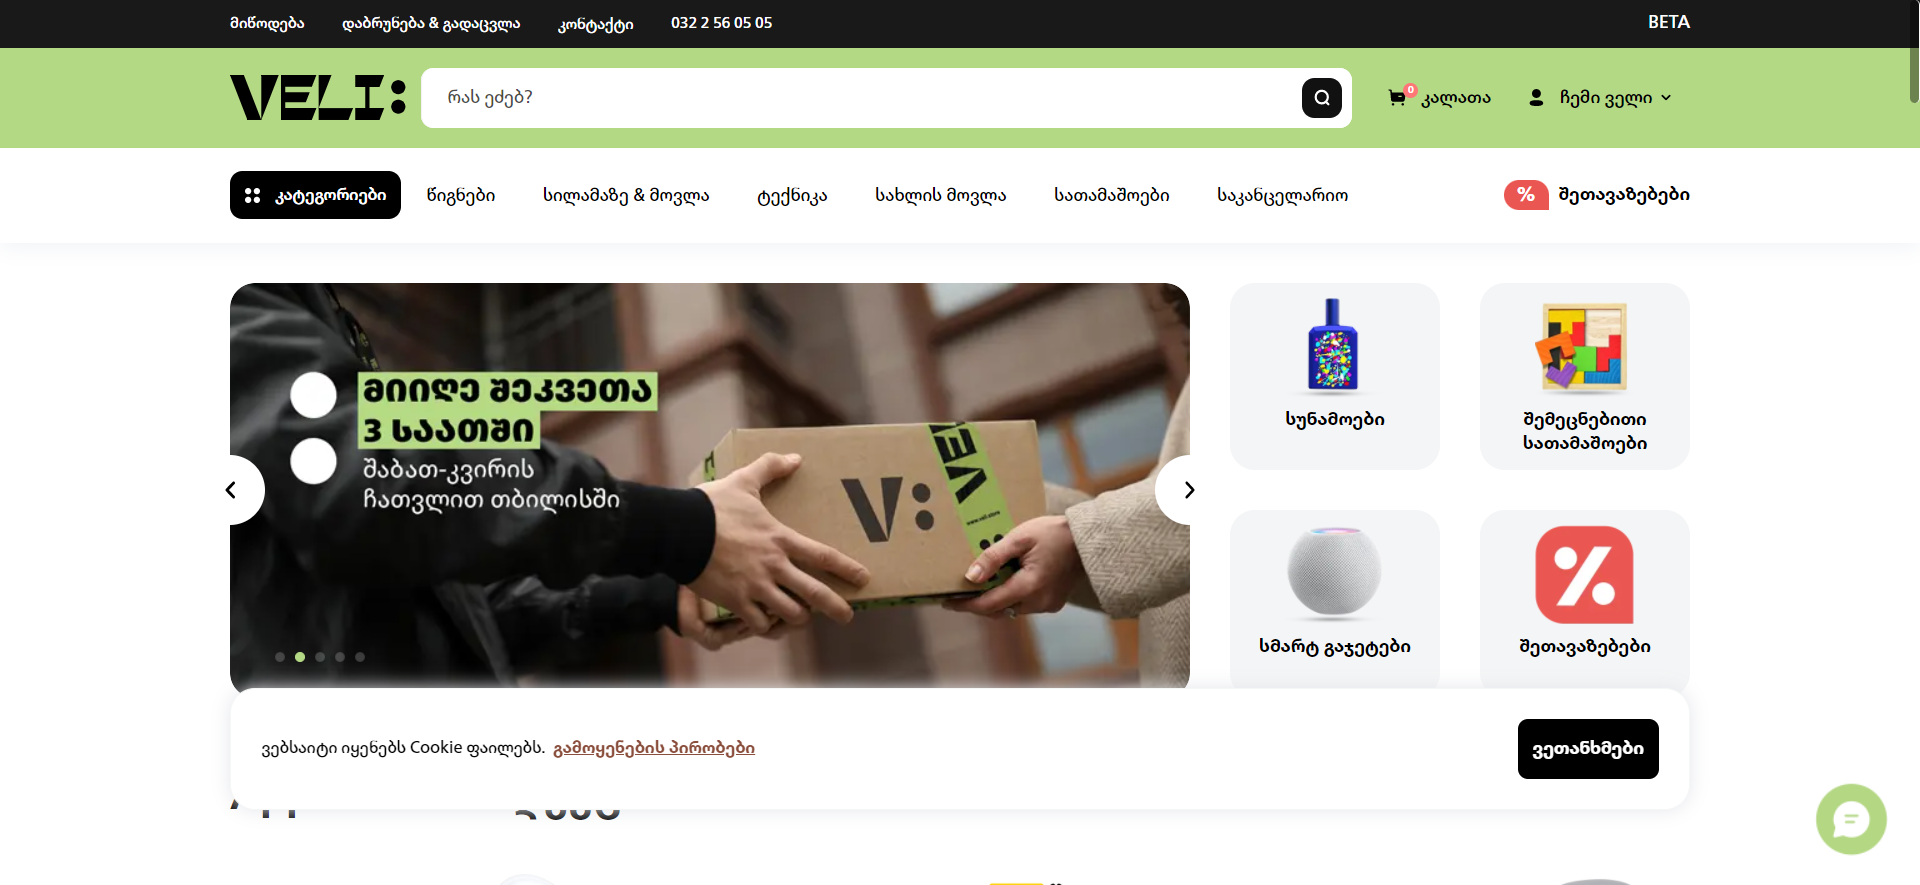 მიწოდება
დაბრუნება & გადაცვლა
კონტაქტი
032 2 56 05 05
BETA
VELI:
რას ეძებ?
0
კალათა
ჩემი ველი
კატეგორიები
წიგნები
სილამაზე & მოვლა
ტექნიკა
სახლის მოვლა
სათამაშოები
საკანცელარიო
%
შეთავაზებები
მიიღე შეკვეთა
3 საათში
შაბათ-კვირის
ჩათვლით თბილისში
V:
www.veli.store
სუნამოები
შემეცნებითი
სათამაშოები
სმარტ გაჯეტები
%
შეთავაზებები
ვებსაიტი იყენებს Cookie ფაილებს. გამოყენების პირობები
ვეთანხმები